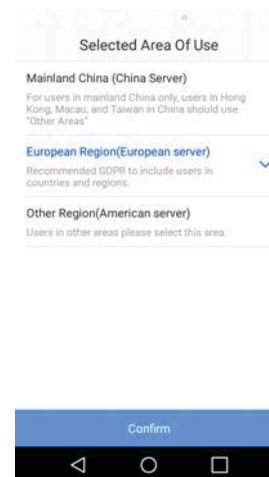 Selected Area Of Use
Mainland China (China Server)
For users in mainland China only, users in Hong
Kong, Macau, and Taiwan in China should use
"Other Areas"
European Region(European server)
Recommended GDPR to include users in
countries and regions.
Other Region(American server)
Users in other areas please select this area.
Confirm